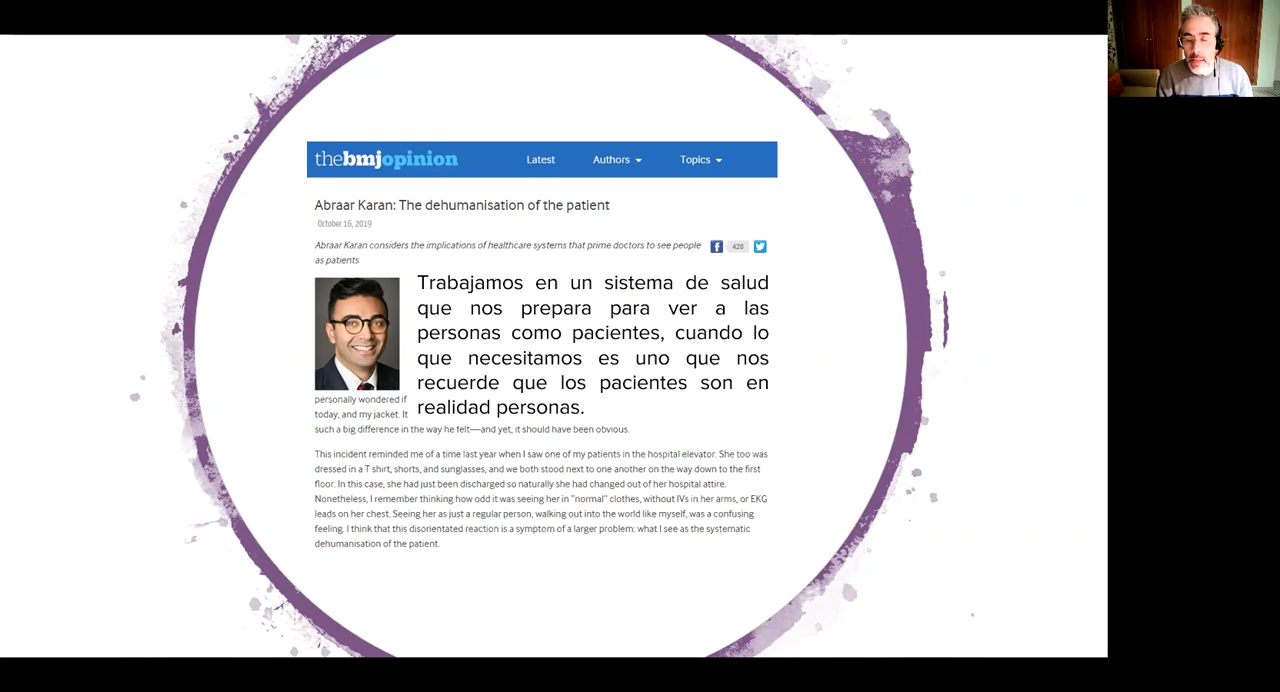 thebmjopinion
Latest
Authors
Topics
Abraar Karan: The dehumanisation of the patient
October 16, 2019
Abraar Karan considers the implications of healthcare systems that prime doctors to see people
as patients
428
Trabajamos en un sistema de salud
que nos prepara para ver a las
personas como pacientes, cuando lo
que necesitamos es uno que nos
recuerde que los pacientes son en
realidad personas.
personally wondered if
today, and my jacket. It
such a big difference in the way he felt—and yet, it should have been obvious.
This incident reminded me of a time last year when I saw one of my patients in the hospital elevator. She too was
dressed in a T shirt, shorts, and sunglasses, and we both stood next to one another on the way down to the first
floor. In this case, she had just been discharged so naturally she had changed out of her hospital attire.
Nonetheless, I remember thinking how odd it was seeing her in "normal" clothes, without IVs in her arms, or EKG
leads on her chest. Seeing her as just a regular person, walking out into the world like myself, was a confusing
feeling. I think that this disorientated reaction is a symptom of a larger problem: what I see as the systematic
dehumanisation of the patient.